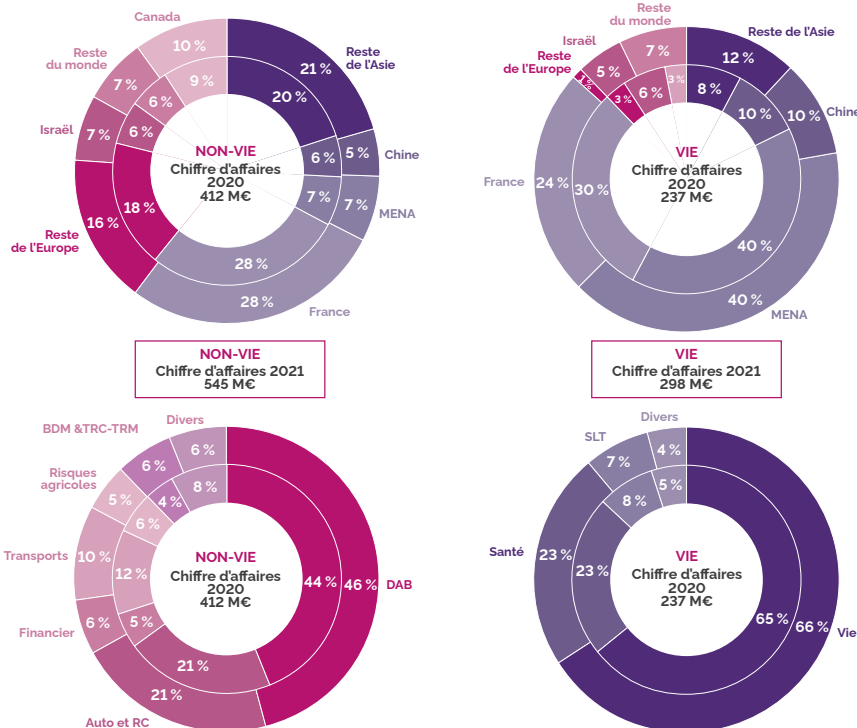 Canada
10 %
9 %
Reste
du monde
7 %
6 %
Israël
7 %
6 %
Reste
de l'Europe
16 %
18 %
Reste
de l'Asie
21 %
20 %
Chine
5 %
6 %
MENA
7 %
7 %
France
28 %
28 %
NON-VIE
Chiffre d'affaires
2020
412 M€
Reste
du monde
7 %
3 %
Israël
5 %
6 %
Reste
de l'Europe
1 %
3 %
France
24 %
30 %
Reste de l'Asie
12 %
8 %
Chine
10 %
10 %
MENA
40 %
40 %
VIE
Chiffre d'affaires
2020
237 M€
NON-VIE
Chiffre d'affaires 2021
545 M€
VIE
Chiffre d'affaires 2021
298 M€
Divers
6 %
8 %
BDM &TRC-TRM
6 %
4 %
Risques
agricoles
5 %
6 %
Transports
10 %
12 %
Financier
6 %
5 %
Auto et RC
21 %
21 %
DAB
46 %
44 %
NON-VIE
Chiffre d'affaires
2020
412 M€
Divers
4 %
5 %
SLT
7 %
8 %
Santé
23 %
23 %
Vie
66 %
65 %
VIE
Chiffre d'affaires
2020
237 M€